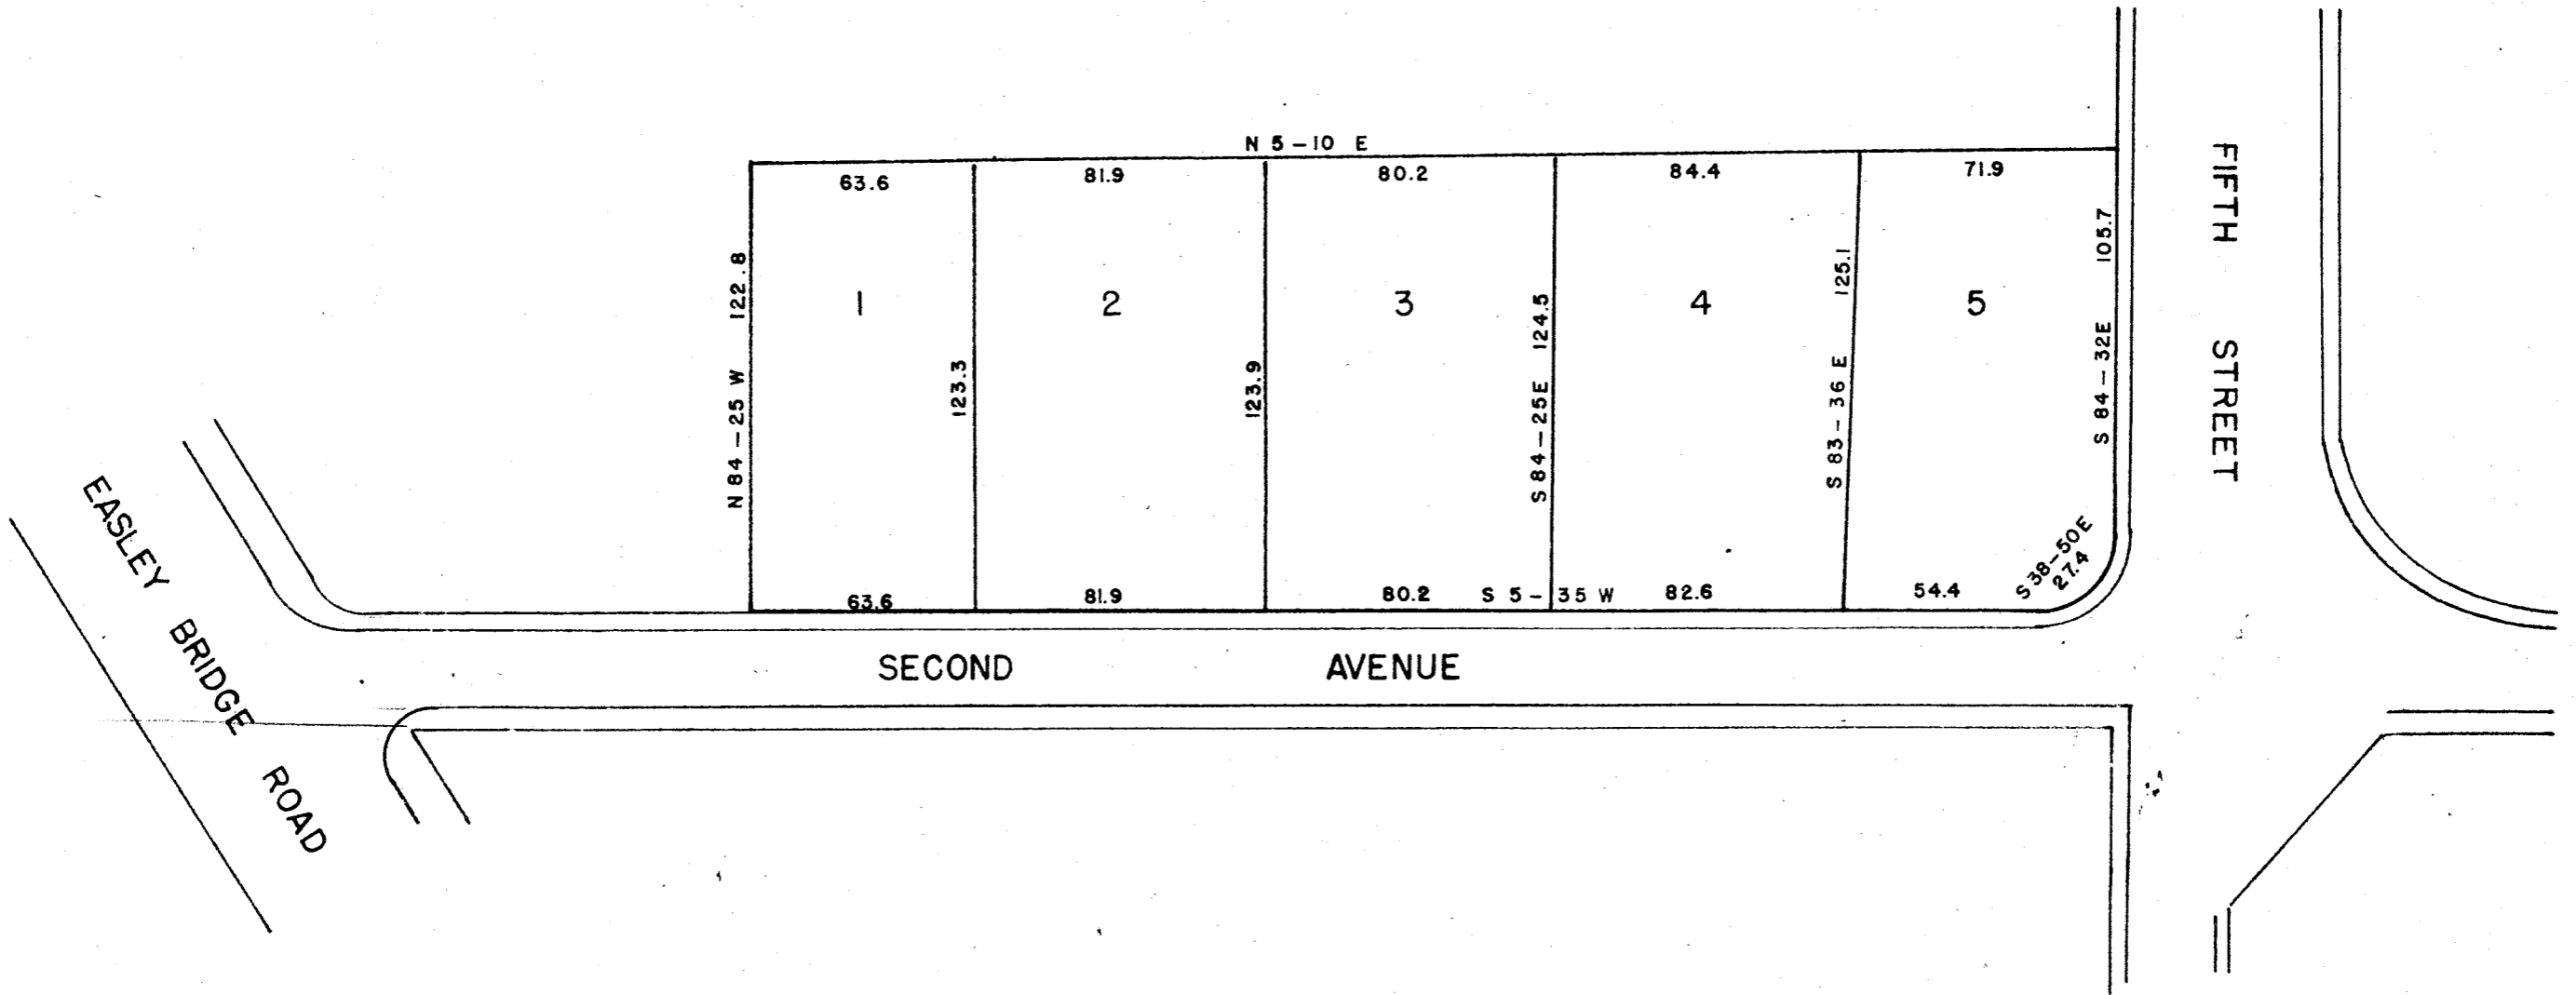 N 5-10 E
63.6
81.9
80.2
84.4
71.9
N 84-25 W 122.8
1
123.3
2
123.9
3
S 84-25E 124.5
4
S 83-36 E 125.1
5
S 84-32E 105.7
S 38-50E
27.4
63.6
81.9
80.2
S 5-35 W
82.6
54.4
FIFTH STREET
SECOND AVENUE
EASLEY BRIDGE ROAD